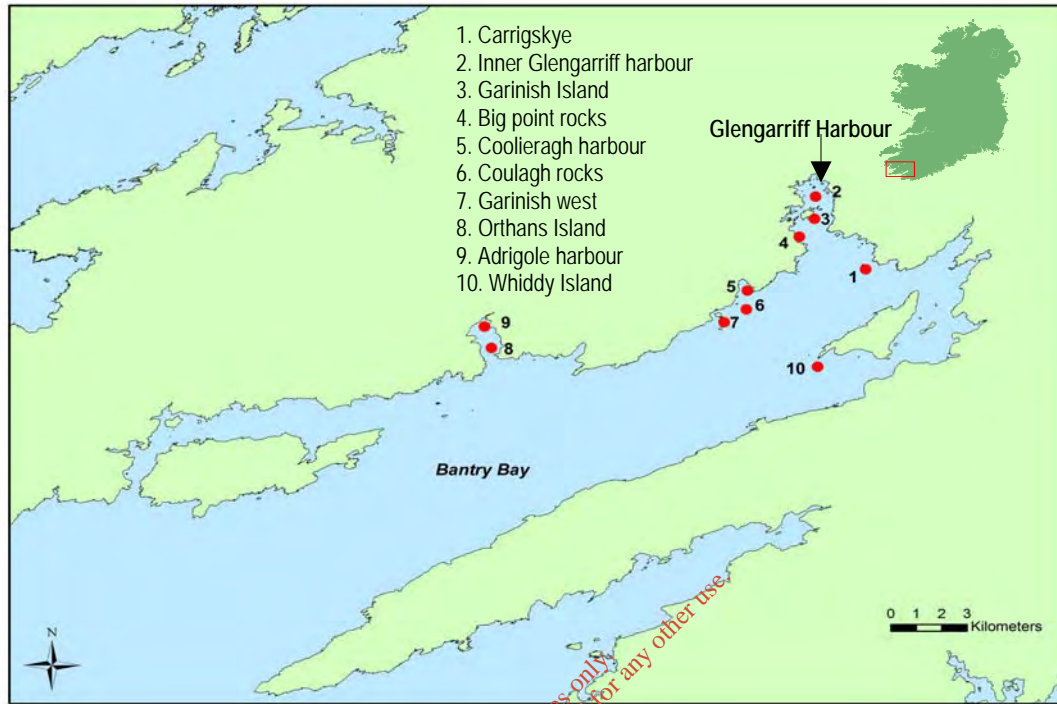 1. Carrigskye
2. Inner Glengarriff harbour
3. Garinish Island
4. Big point rocks
5. Coolieragh harbour
6. Coulagh rocks
7. Garinish west
8. Orthans Island
9. Adrigole harbour
10. Whiddy Island
Glengarriff Harbour
2
3
4
1
5
6
7
9
8
10
Bantry Bay
0 1 2 3
Kilometers
N
es only.
for any other use.